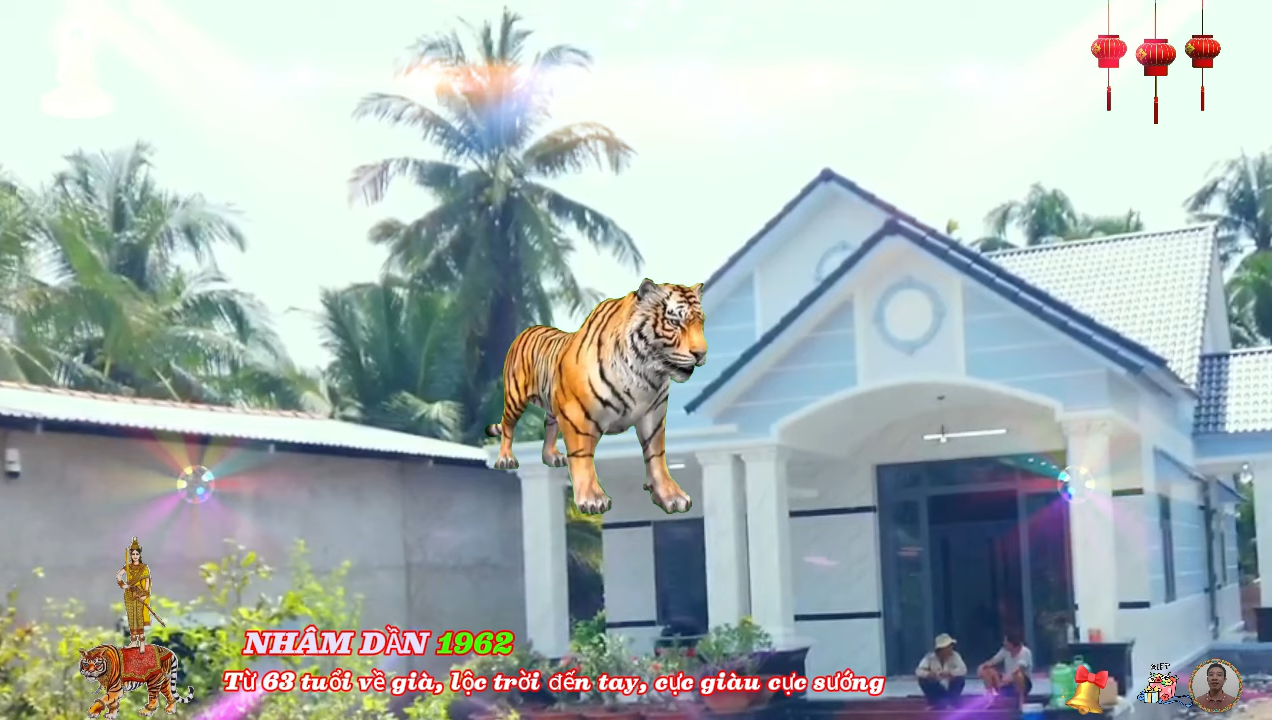 NHÂM DẦN 1962
Từ 63 tuổi về già, lộc trời đến tay, cực giàu cực sướng